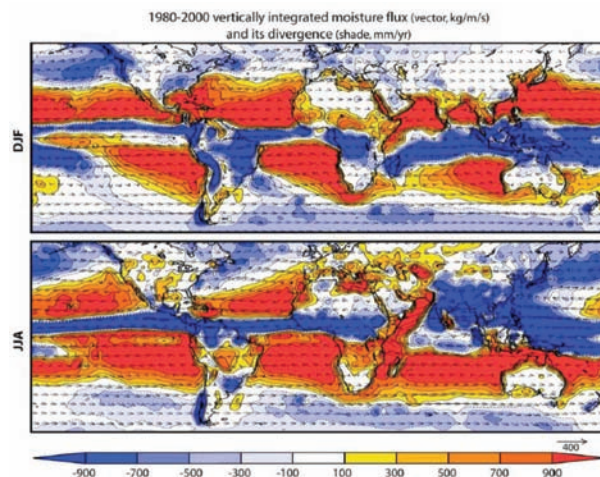 1980-2000 vertically integrated moisture flux (vector, kg/m/s)
and its divergence (shade, mm/yr)
DJF
JJA
400
-900 -700 -500 -300 -100 100 300 500 700 900